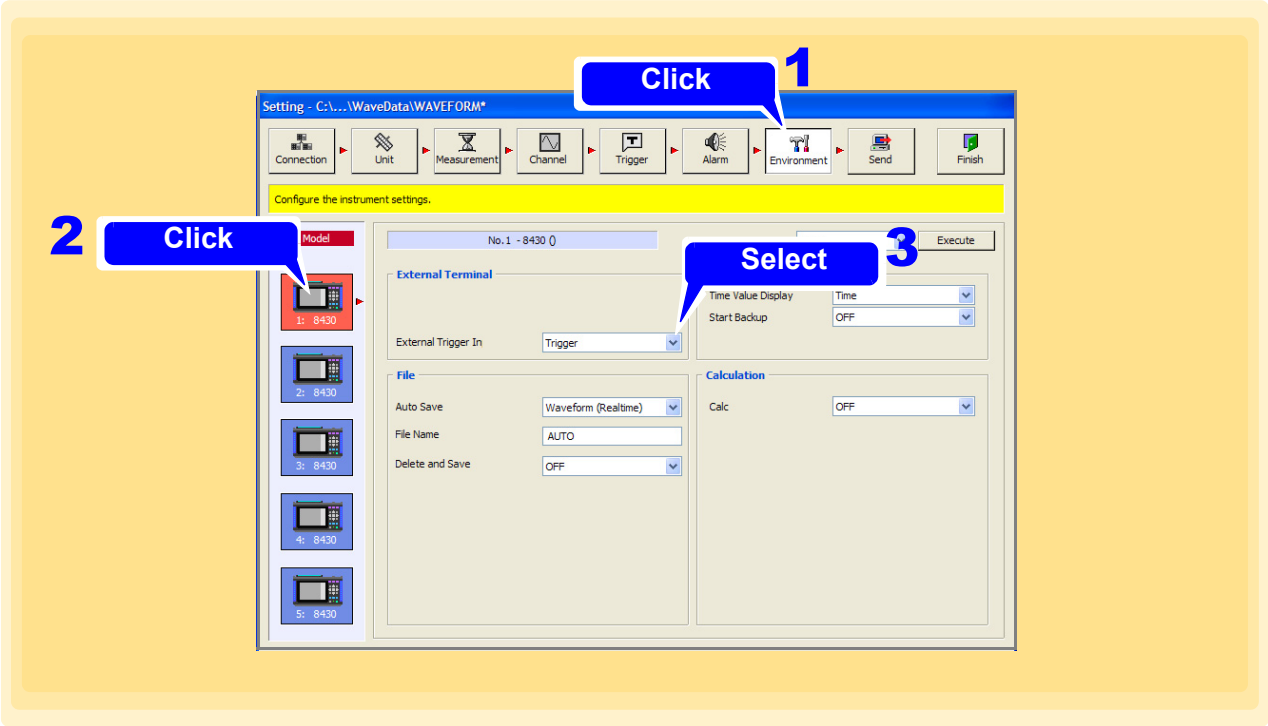 1
Click
Setting - C:\...\WaveData\WAVEFORM*
Connection Unit Measurement Channel Trigger Alarm Environment Send Finish
Configure the instrument settings.
2
Click
Model
No.1 - 8430 ()
Execute
3
Select
External Terminal
Time Value Display Time
1: 8430
Start Backup OFF
External Trigger In Trigger
File
Calculation
2: 8430
Auto Save Waveform (Realtime)
Calc OFF
File Name AUTO
Delete and Save OFF
3: 8430
4: 8430
5: 8430